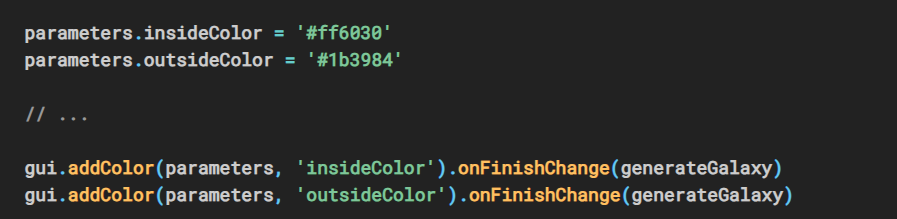 parameters.insideColor = '#ff6030'
parameters.outsideColor = '#1b3984'
// ...
gui.addColor(parameters, 'insideColor').onFinishChange(generateGalaxy)
gui.addColor(parameters, 'outsideColor').onFinishChange(generateGalaxy)